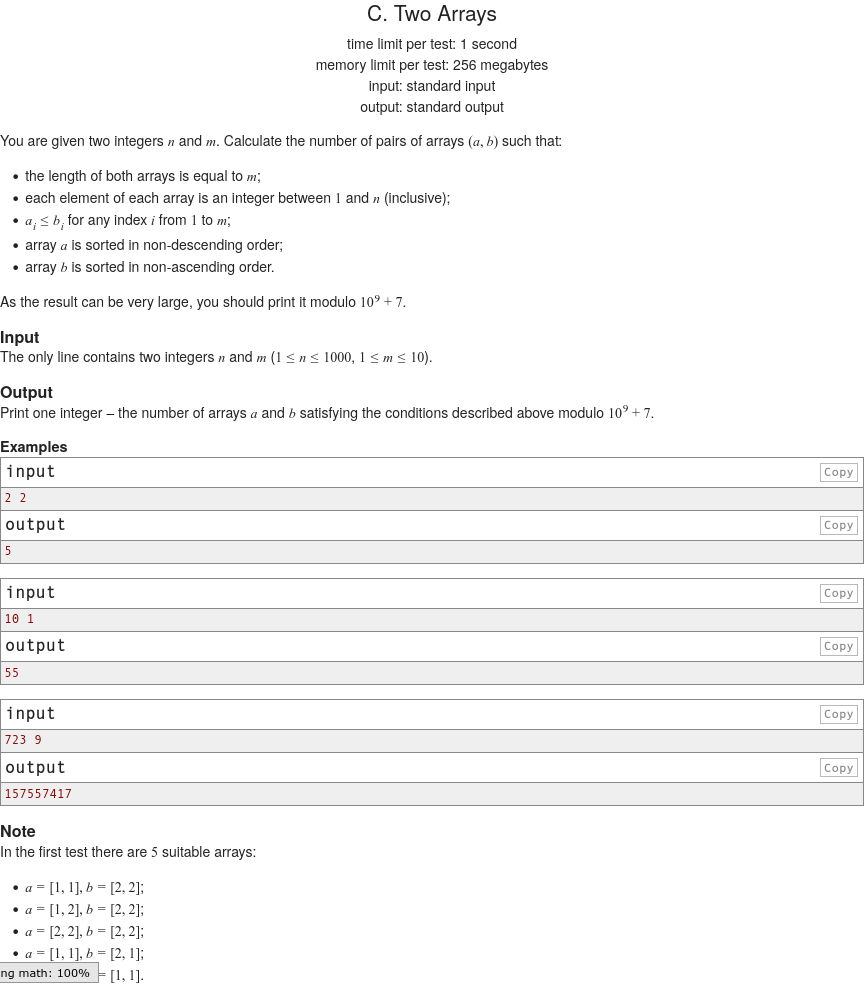 C. Two Arrays
time limit per test: 1 second
memory limit per test: 256 megabytes
input: standard input
output: standard output
You are given two integers n and m. Calculate the number of pairs of arrays (a, b) such that:
• the length of both arrays is equal to m;
• each element of each array is an integer between 1 and n (inclusive);
• a_i ≤ b_i for any index i from 1 to m;
• array a is sorted in non-descending order;
• array b is sorted in non-ascending order.
As the result can be very large, you should print it modulo 10^9 + 7.
Input
The only line contains two integers n and m (1 ≤ n ≤ 1000, 1 ≤ m ≤ 10).
Output
Print one integer – the number of arrays a and b satisfying the conditions described above modulo 10^9 + 7.
Examples
input Copy
2 2
output Copy
5
input Copy
10 1
output Copy
55
input Copy
723 9
output Copy
157557417
Note
In the first test there are 5 suitable arrays:
• a = [1, 1], b = [2, 2];
• a = [1, 2], b = [2, 2];
• a = [2, 2], b = [2, 2];
• a = [1, 1], b = [2, 1];
ng math: 100% = [1, 1].